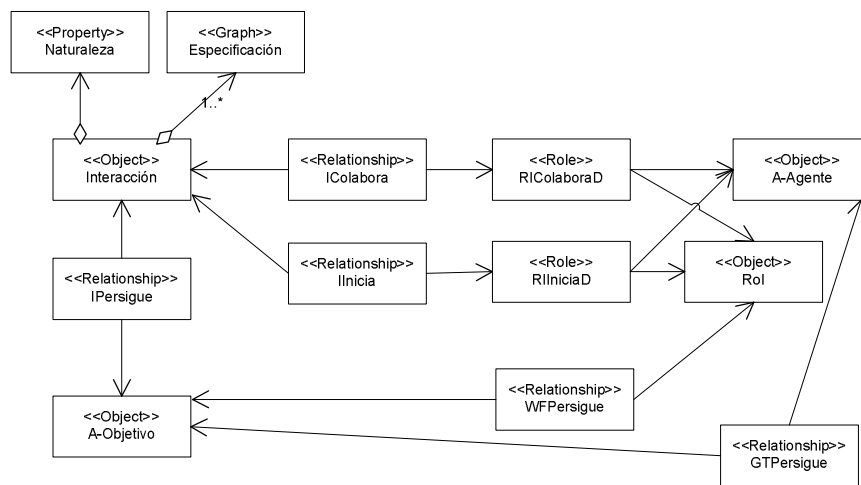 <<Property>>
Naturaleza
<<Graph>>
Especificación
1..*
<<Object>>
Interacción
<<Relationship>>
IColabora
<<Role>>
RIColaboraD
<<Object>>
A-Agente
<<Relationship>>
IPersigue
<<Relationship>>
IInicia
<<Role>>
RIIniciaD
<<Object>>
Rol
<<Object>>
A-Objetivo
<<Relationship>>
WFPersigue
<<Relationship>>
GTPersigue